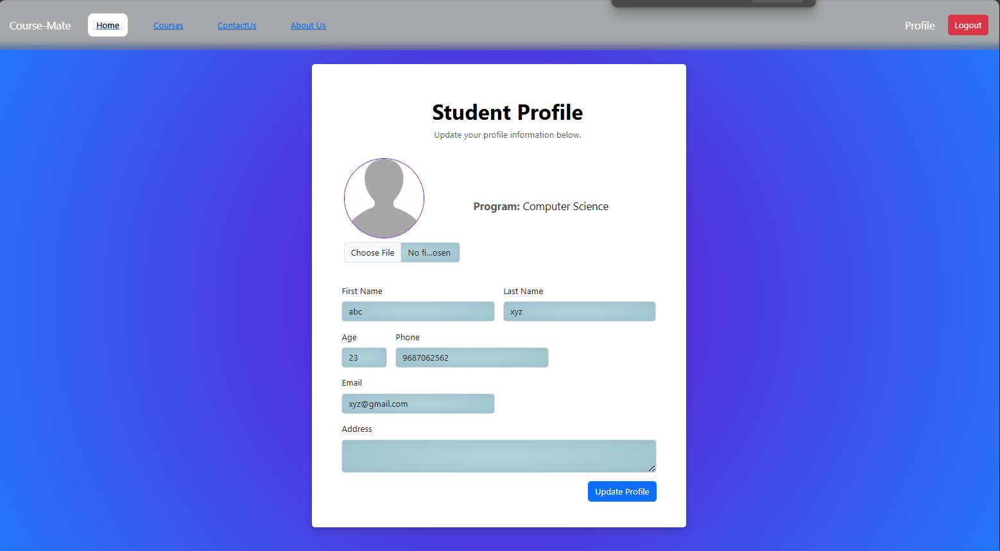 Course-Mate Home Courses ContactUs About Us Profile Logout
Student Profile
Update your profile information below.
Program: Computer Science
Choose File No fi...osen
First Name Last Name
abc xyz
Age Phone
23 9687062562
Email
xyz@gmail.com
Address
Update Profile